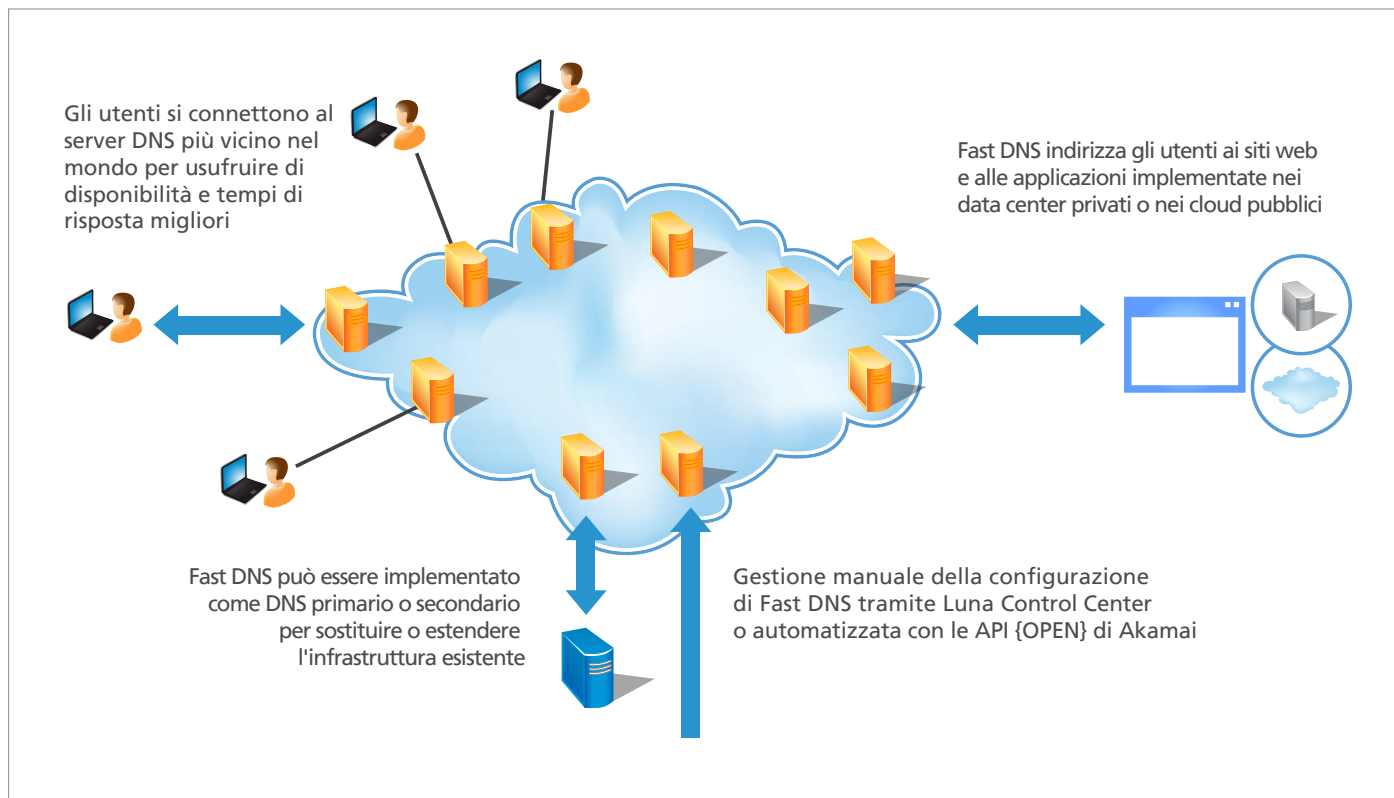 Gli utenti si connettono al
server DNS più vicino nel
mondo per usufruire di
disponibilità e tempi di
risposta migliori
Fast DNS indirizza gli utenti ai siti web
e alle applicazioni implementate nei
data center privati o nei cloud pubblici
Fast DNS può essere implementato
come DNS primario o secondario
per sostituire o estendere
l'infrastruttura esistente
Gestione manuale della configurazione
di Fast DNS tramite Luna Control Center
o automatizzata con le API {OPEN} di Akamai